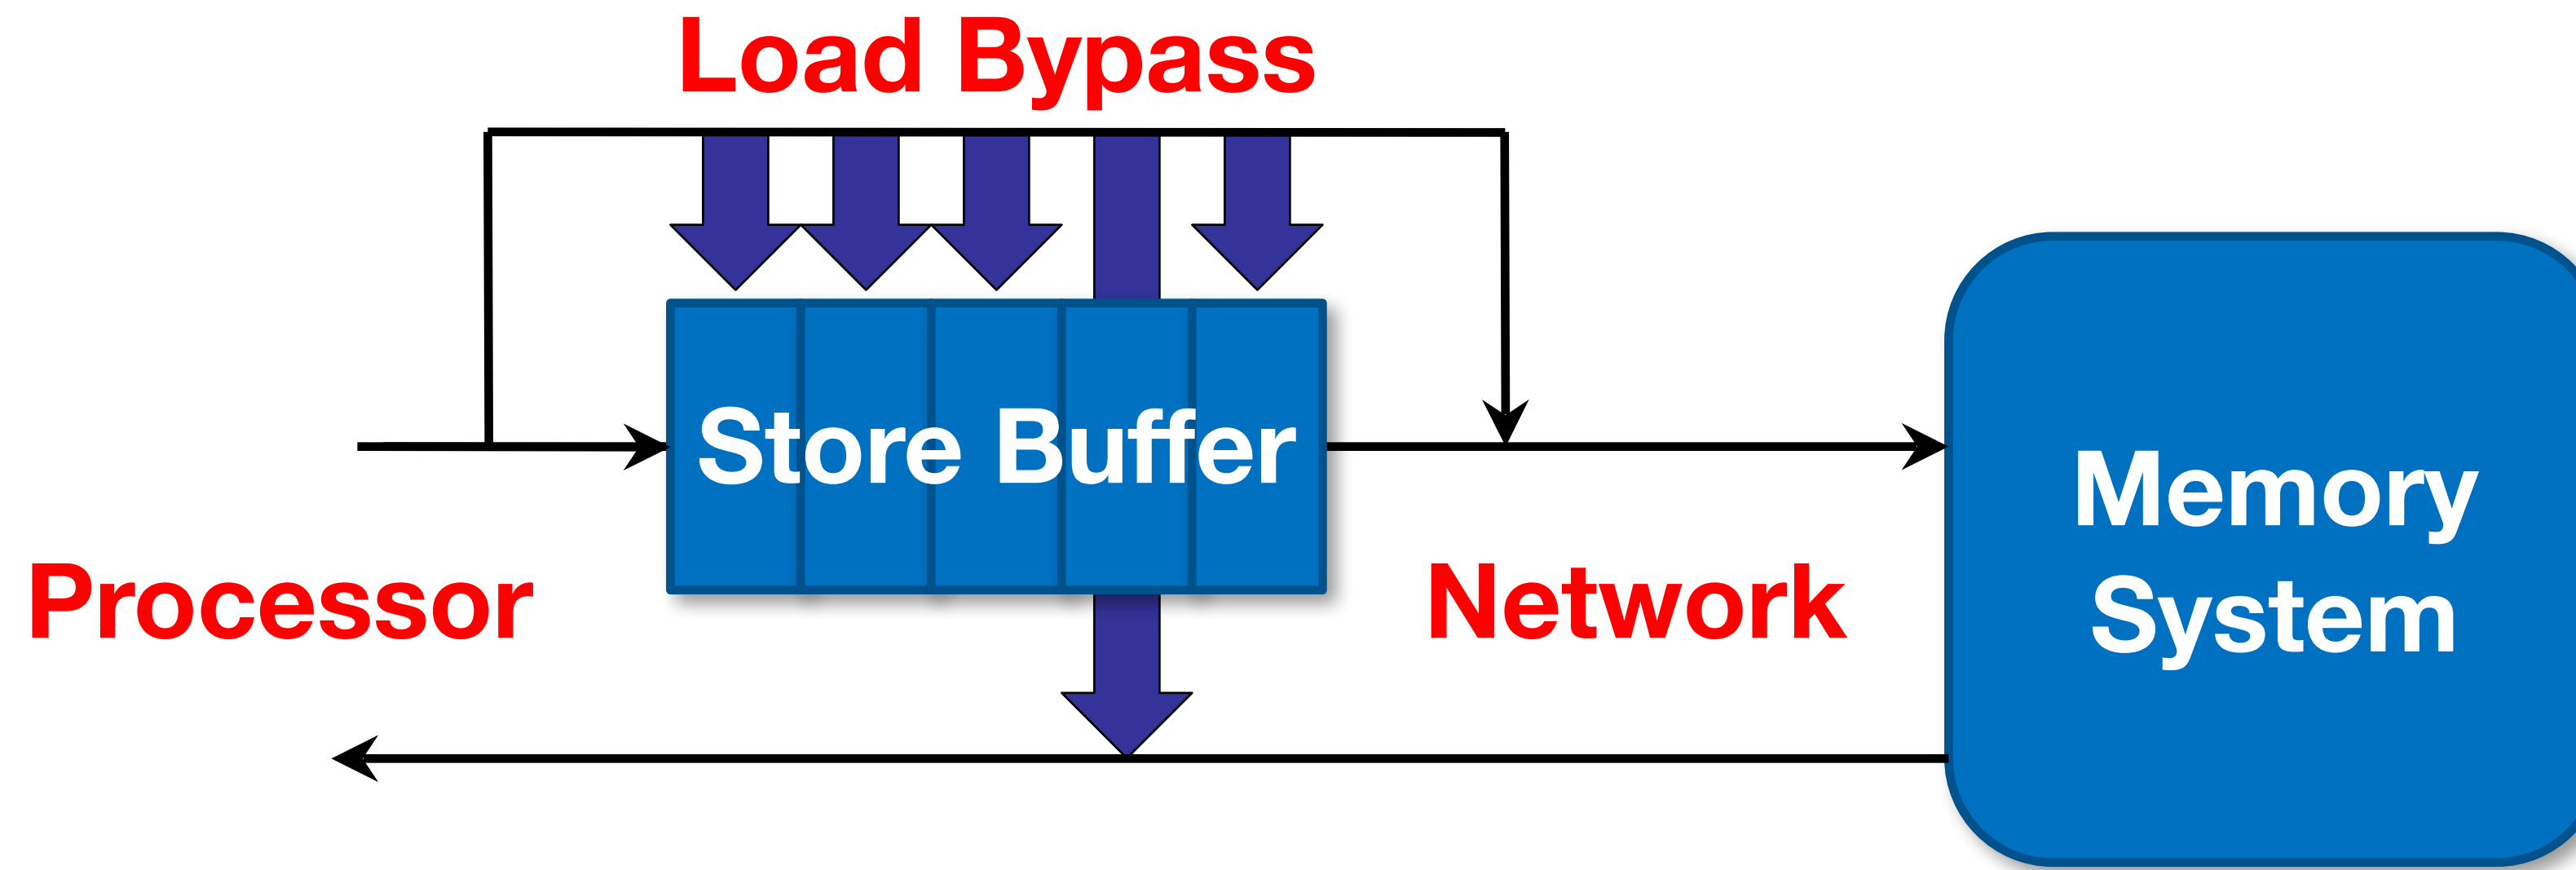 Load Bypass
Store Buffer
Processor
Network
Memory
System